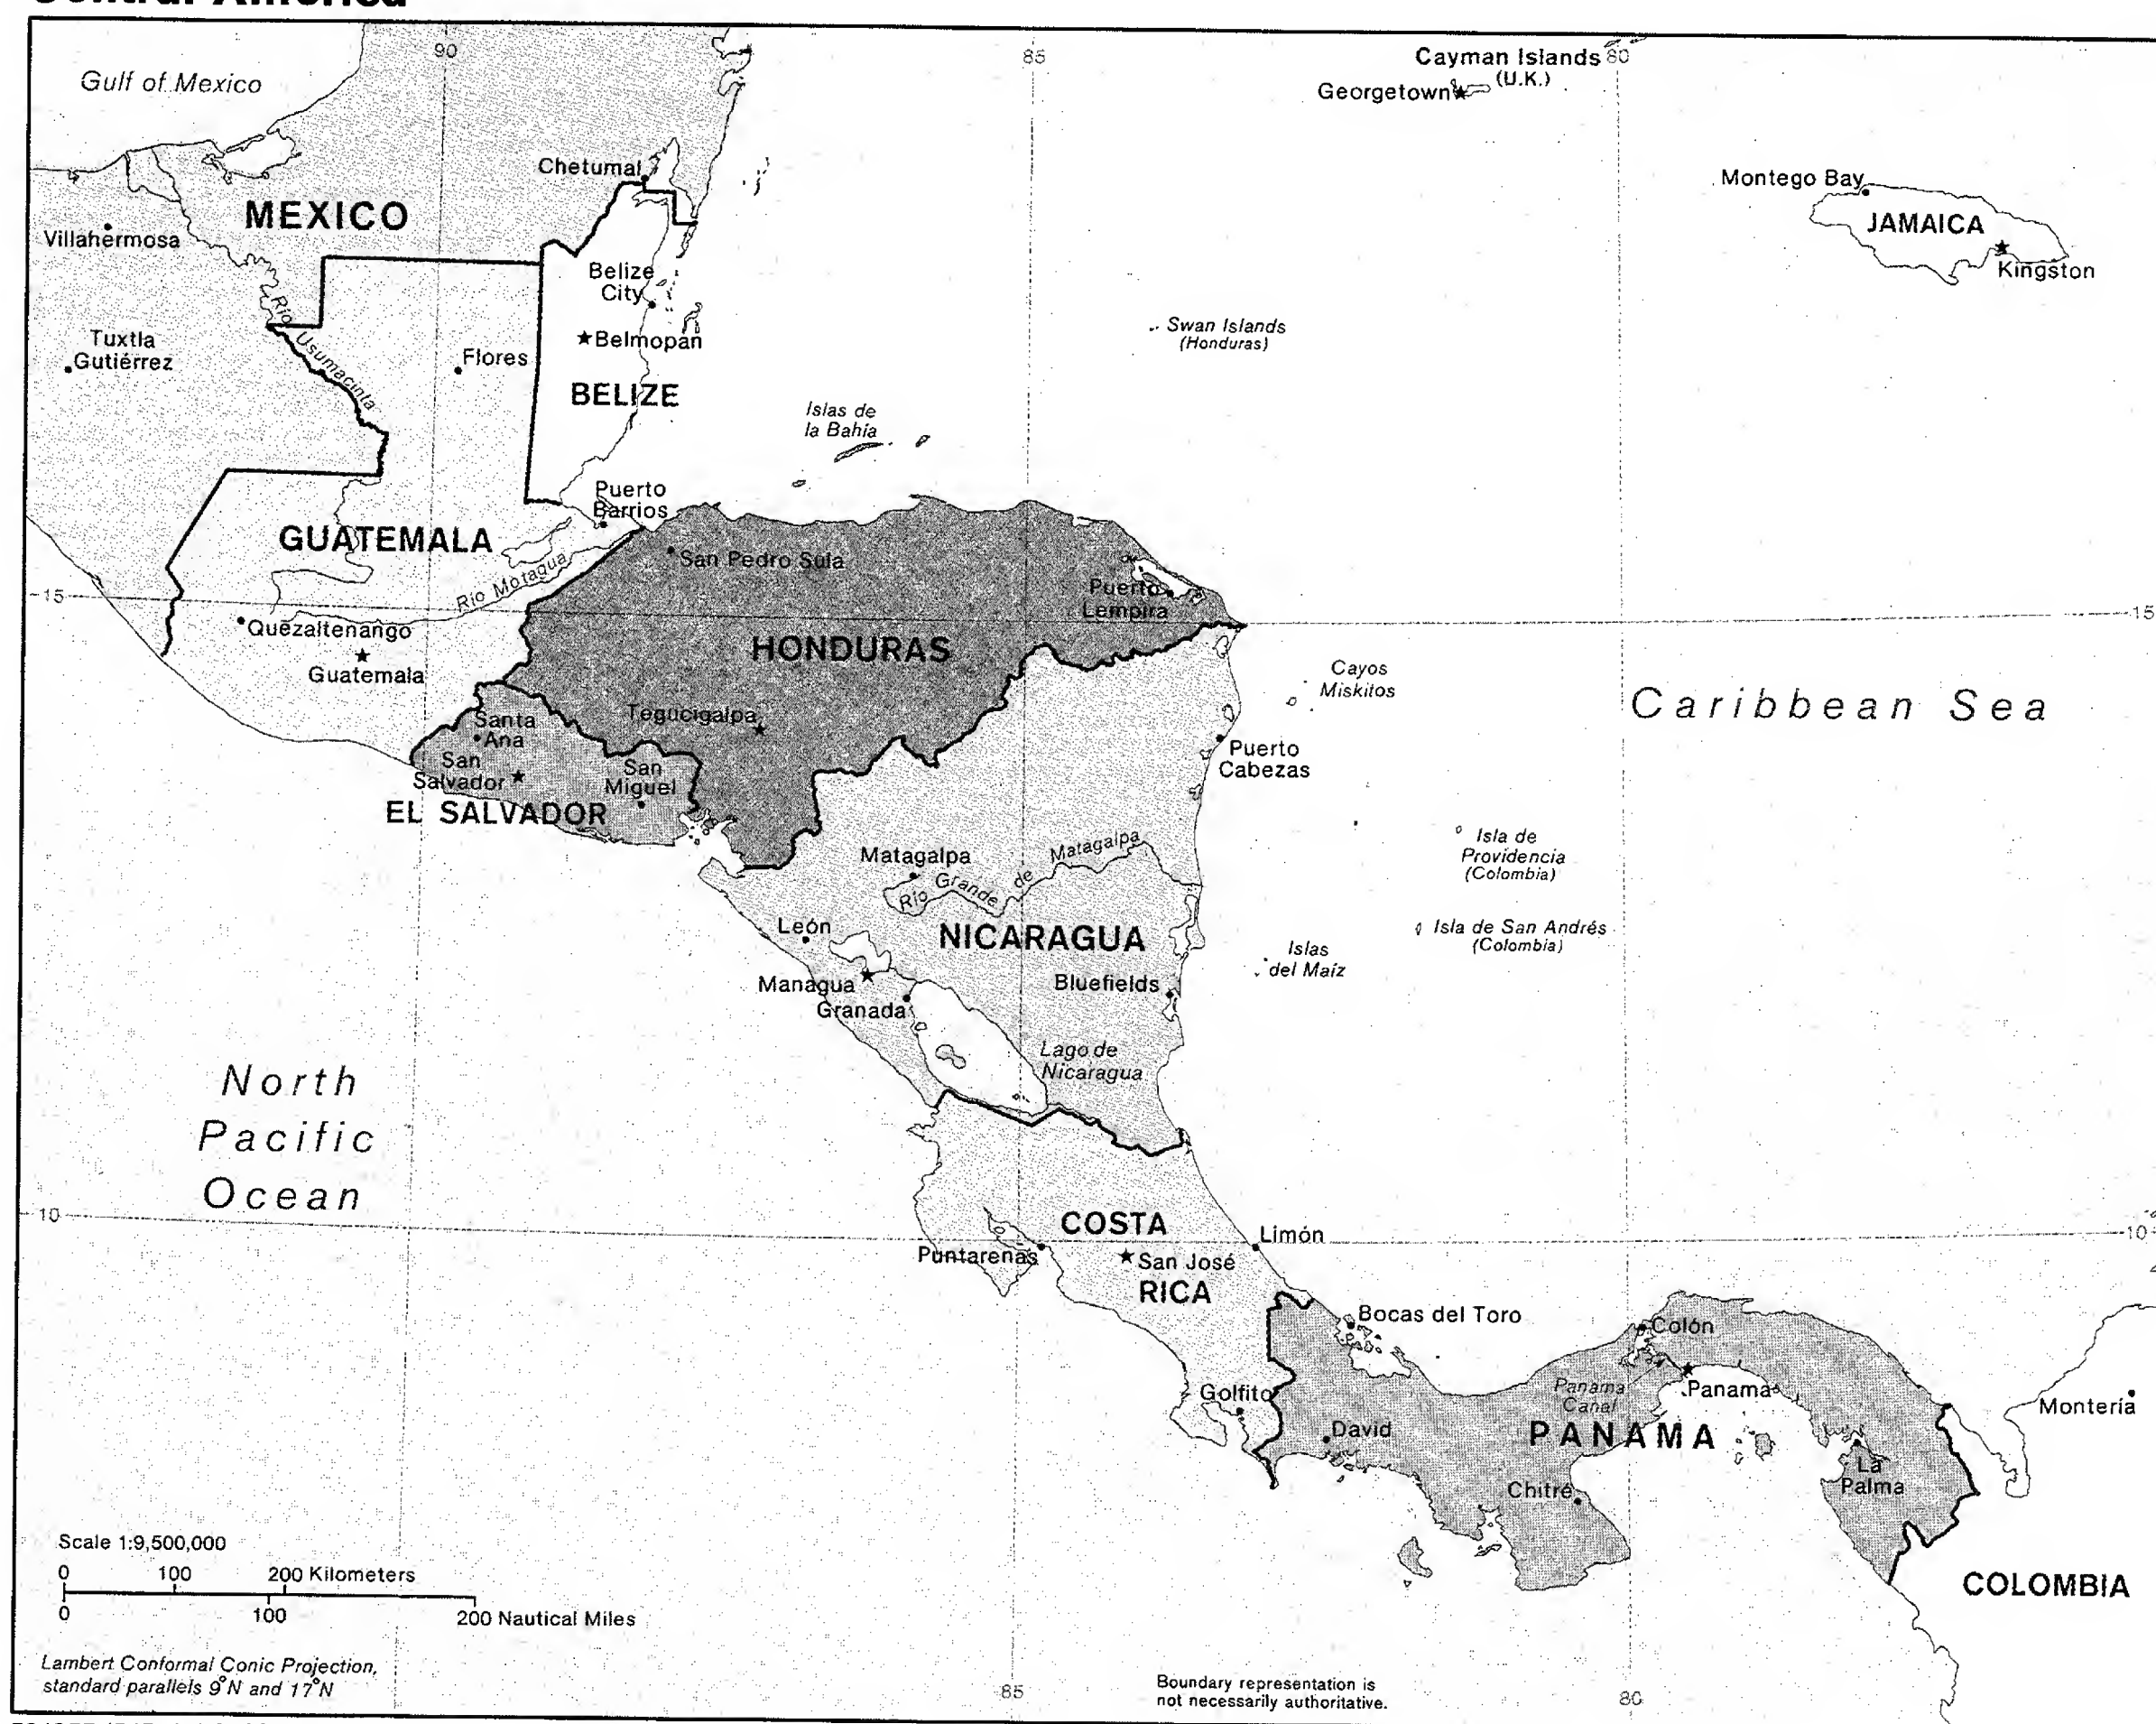 Central America
90
85
80
Gulf of Mexico
Cayman Islands
(U.K.)
Georgetown
Chetumal
Montego Bay
MEXICO
JAMAICA
Villahermosa
Kingston
Belize
City
Río Usumacinta
Swan Islands
(Honduras)
Tuxtla
Gutiérrez
Belmopan
Flores
BELIZE
Islas de
la Bahía
Puerto
Barrios
GUATEMALA
San Pedro Sula
Río Motagua
Puerto
Lempira
15
15
Quezaltenango
HONDURAS
Guatemala
Cayos
Miskitos
Caribbean Sea
Santa
Ana
Tegucigalpa
San
Salvador
San
Miguel
Puerto
Cabezas
EL SALVADOR
Isla de
Providencia
(Colombia)
Matagalpa
Río Grande de Matagalpa
León
NICARAGUA
Isla de San Andrés
(Colombia)
Islas
del Maíz
Managua
Bluefields
Granada
Lago de
Nicaragua
North
Pacific
Ocean
10
10
COSTA
RICA
Limón
Puntarenas
San José
Bocas del Toro
Colón
Golfito
Panama
Canal
Panama
Montería
David
PANAMA
La
Palma
Chitré
COLOMBIA
Scale 1:9,500,000
0 100 200 Kilometers
0 100 200 Nautical Miles
Lambert Conformal Conic Projection,
standard parallels 9°N and 17°N
Boundary representation is
not necessarily authoritative.
85
80